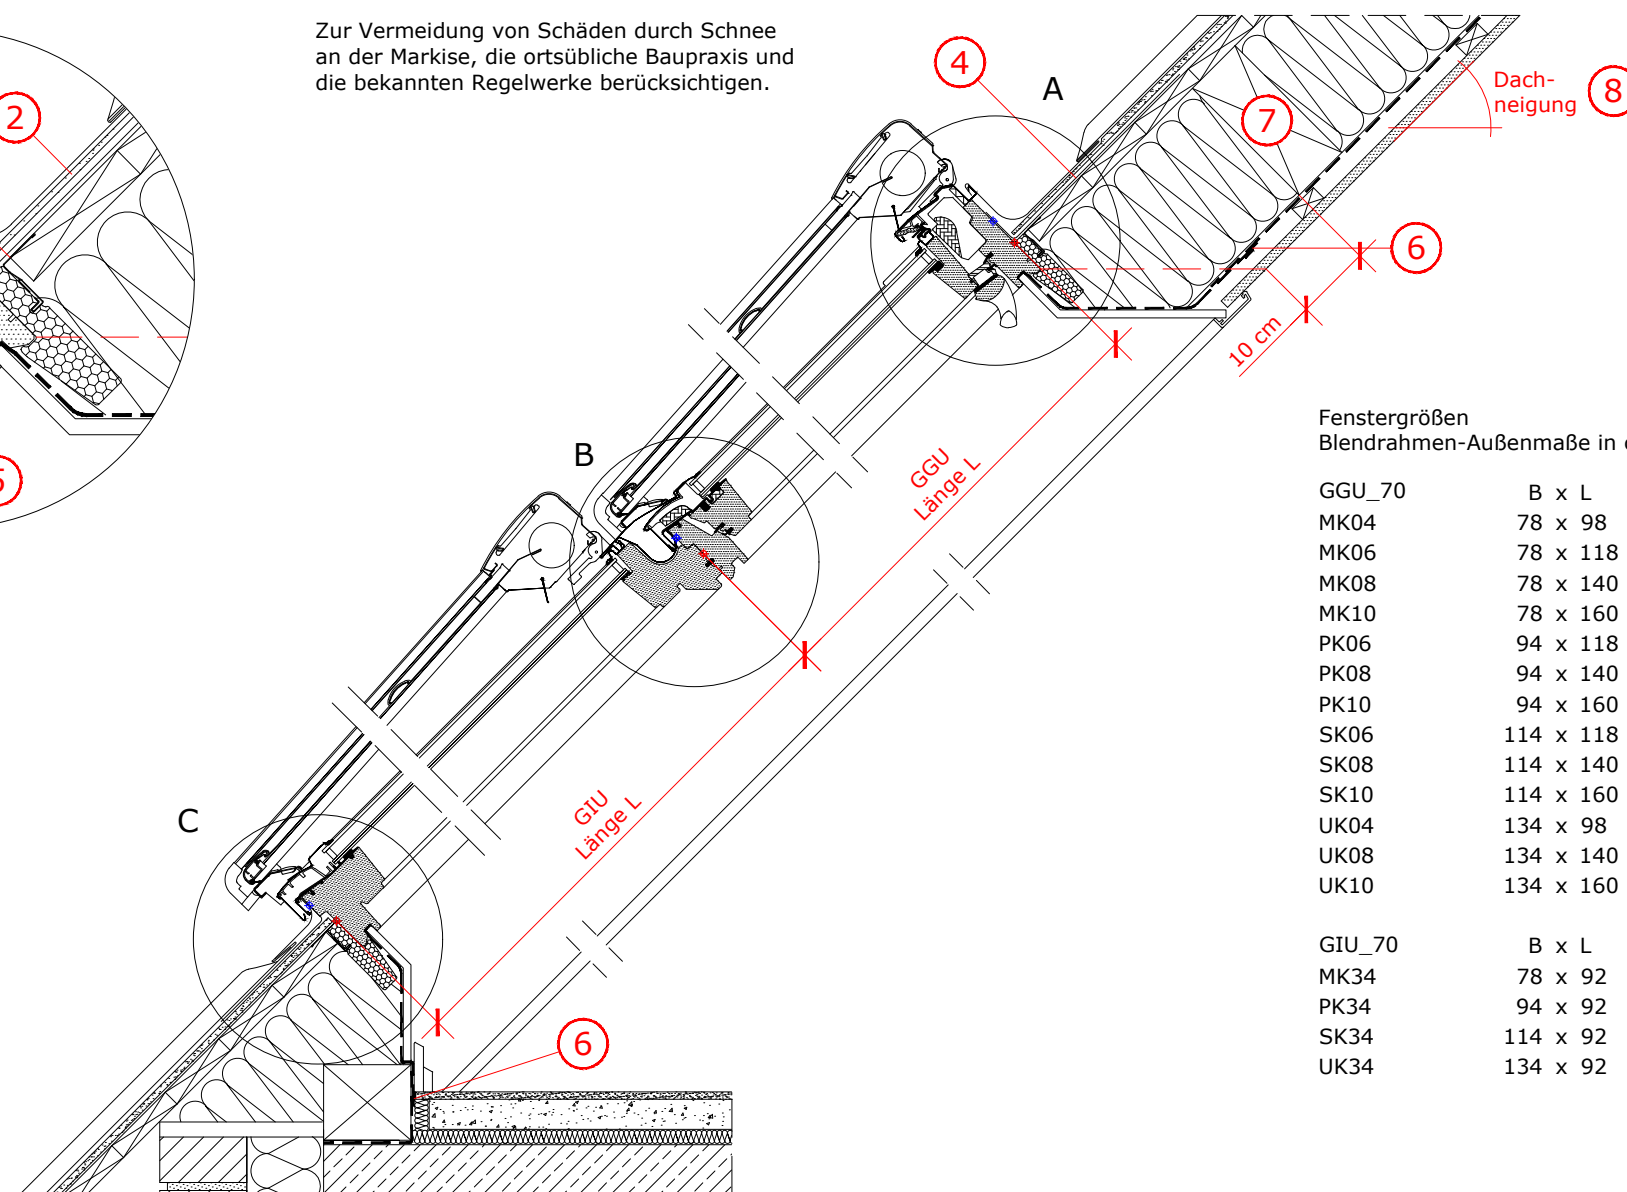 Zur Vermeidung von Schäden durch Schnee
an der Markise, die ortsübliche Baupraxis und
die bekannten Regelwerke berücksichtigen.
2
4
A
7
Dach-
neigung
8
6
10 cm
B
GGU
Länge L
C
GIU
Länge L
6
Fenstergrößen
Blendrahmen-Außenmaße in
GGU_70 B x L
MK04 78 x 98
MK06 78 x 118
MK08 78 x 140
MK10 78 x 160
PK06 94 x 118
PK08 94 x 140
PK10 94 x 160
SK06 114 x 118
SK08 114 x 140
SK10 114 x 160
UK04 134 x 98
UK08 134 x 140
UK10 134 x 160
GIU_70 B x L
MK34 78 x 92
PK34 94 x 92
SK34 114 x 92
UK34 134 x 92